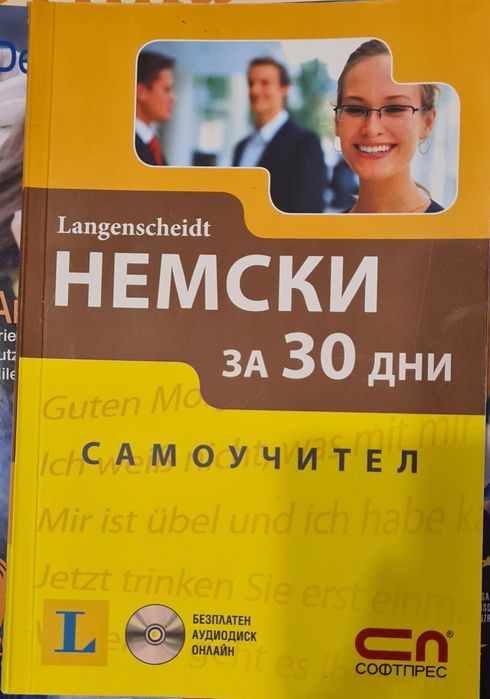 Langenscheidt
НЕМСКИ
ЗА 30 ДНИ
Guten Mo
САМОУЧИТЕЛ
Ich weiß nicht, was mit mir
Mir ist übel und ich habe
Jetzt trinken Sie erst einm
geht es Ihn
L
БЕЗПЛАТЕН
АУДИОДИСК
ОНЛАЙН
СП®
СОФТПРЕС